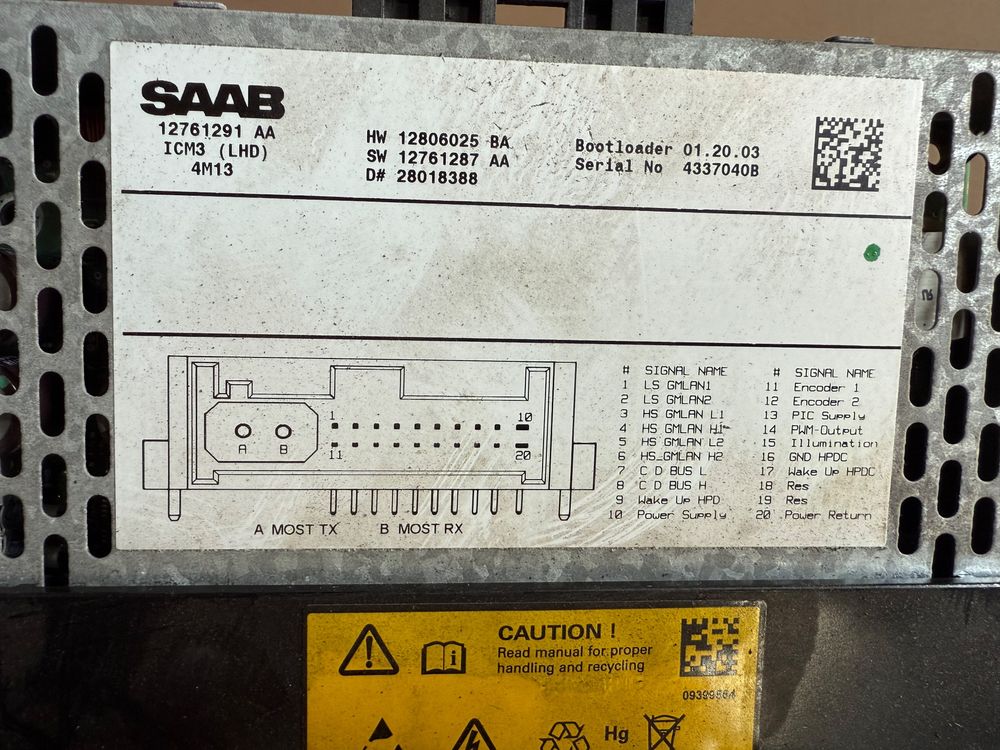 SAAB
12761291 AA
ICM3 (LHD)
4M13
HW 12806025 BA
SW 12761287 AA
D# 28018388
Bootloader 01.20.03
Serial No 4337040B
1 10
A B
11 20
A MOST TX B MOST RX
# SIGNAL NAME
1 LS GMLAN1
2 LS GMLAN2
3 HS GMLAN L1
4 HS GMLAN H1
5 HS GMLAN L2
6 HS GMLAN H2
7 C D BUS L
8 C D BUS H
9 Wake Up HPD
10 Power Supply
# SIGNAL NAME
11 Encoder 1
12 Encoder 2
13 PIC Supply
14 PWM-Output
15 Illumination
16 GND HPDC
17 Wake Up HPDC
18 Res
19 Res
20 Power Return
CAUTION !
Read manual for proper
handling and recycling
i
Hg